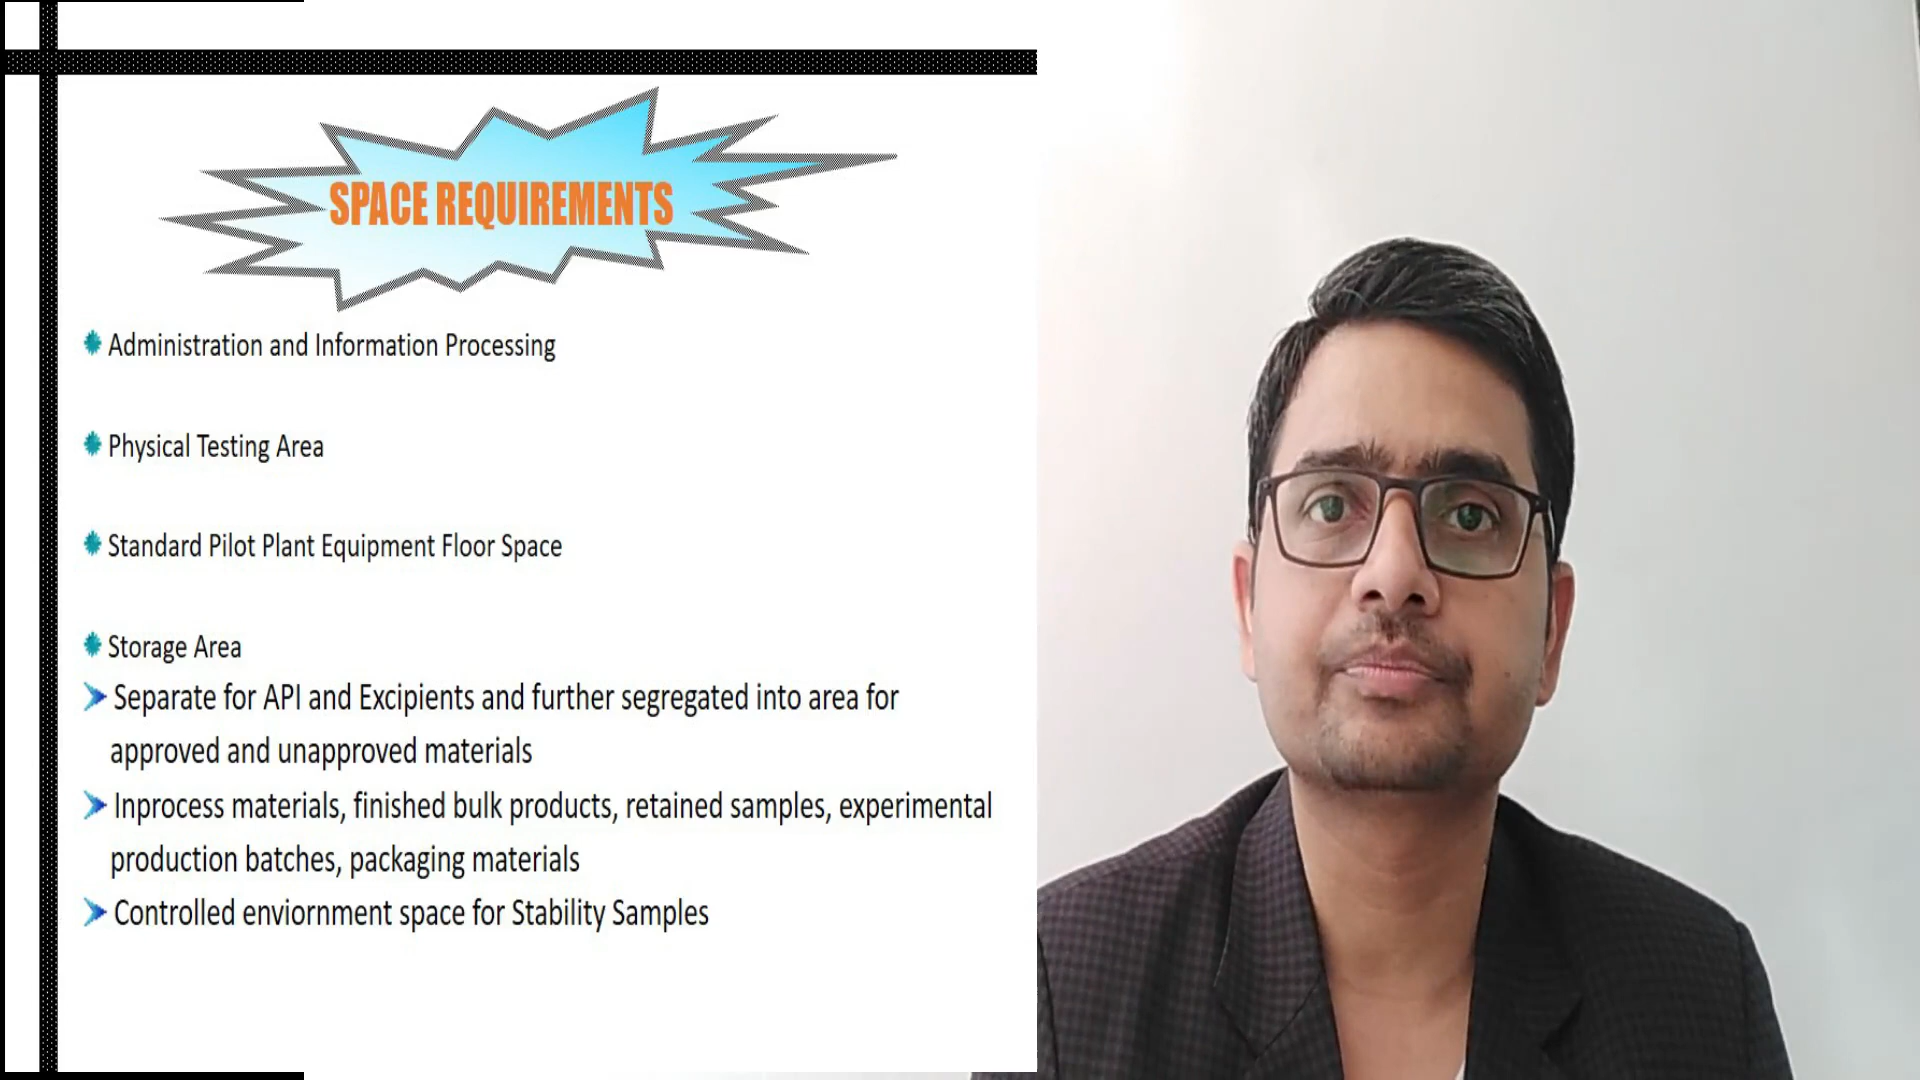 SPACE REQUIREMENTS
Administration and Information Processing
Physical Testing Area
Standard Pilot Plant Equipment Floor Space
Storage Area
Separate for API and Excipients and further segregated into area for
approved and unapproved materials
Inprocess materials, finished bulk products, retained samples, experimental
production batches, packaging materials
Controlled enviornment space for Stability Samples